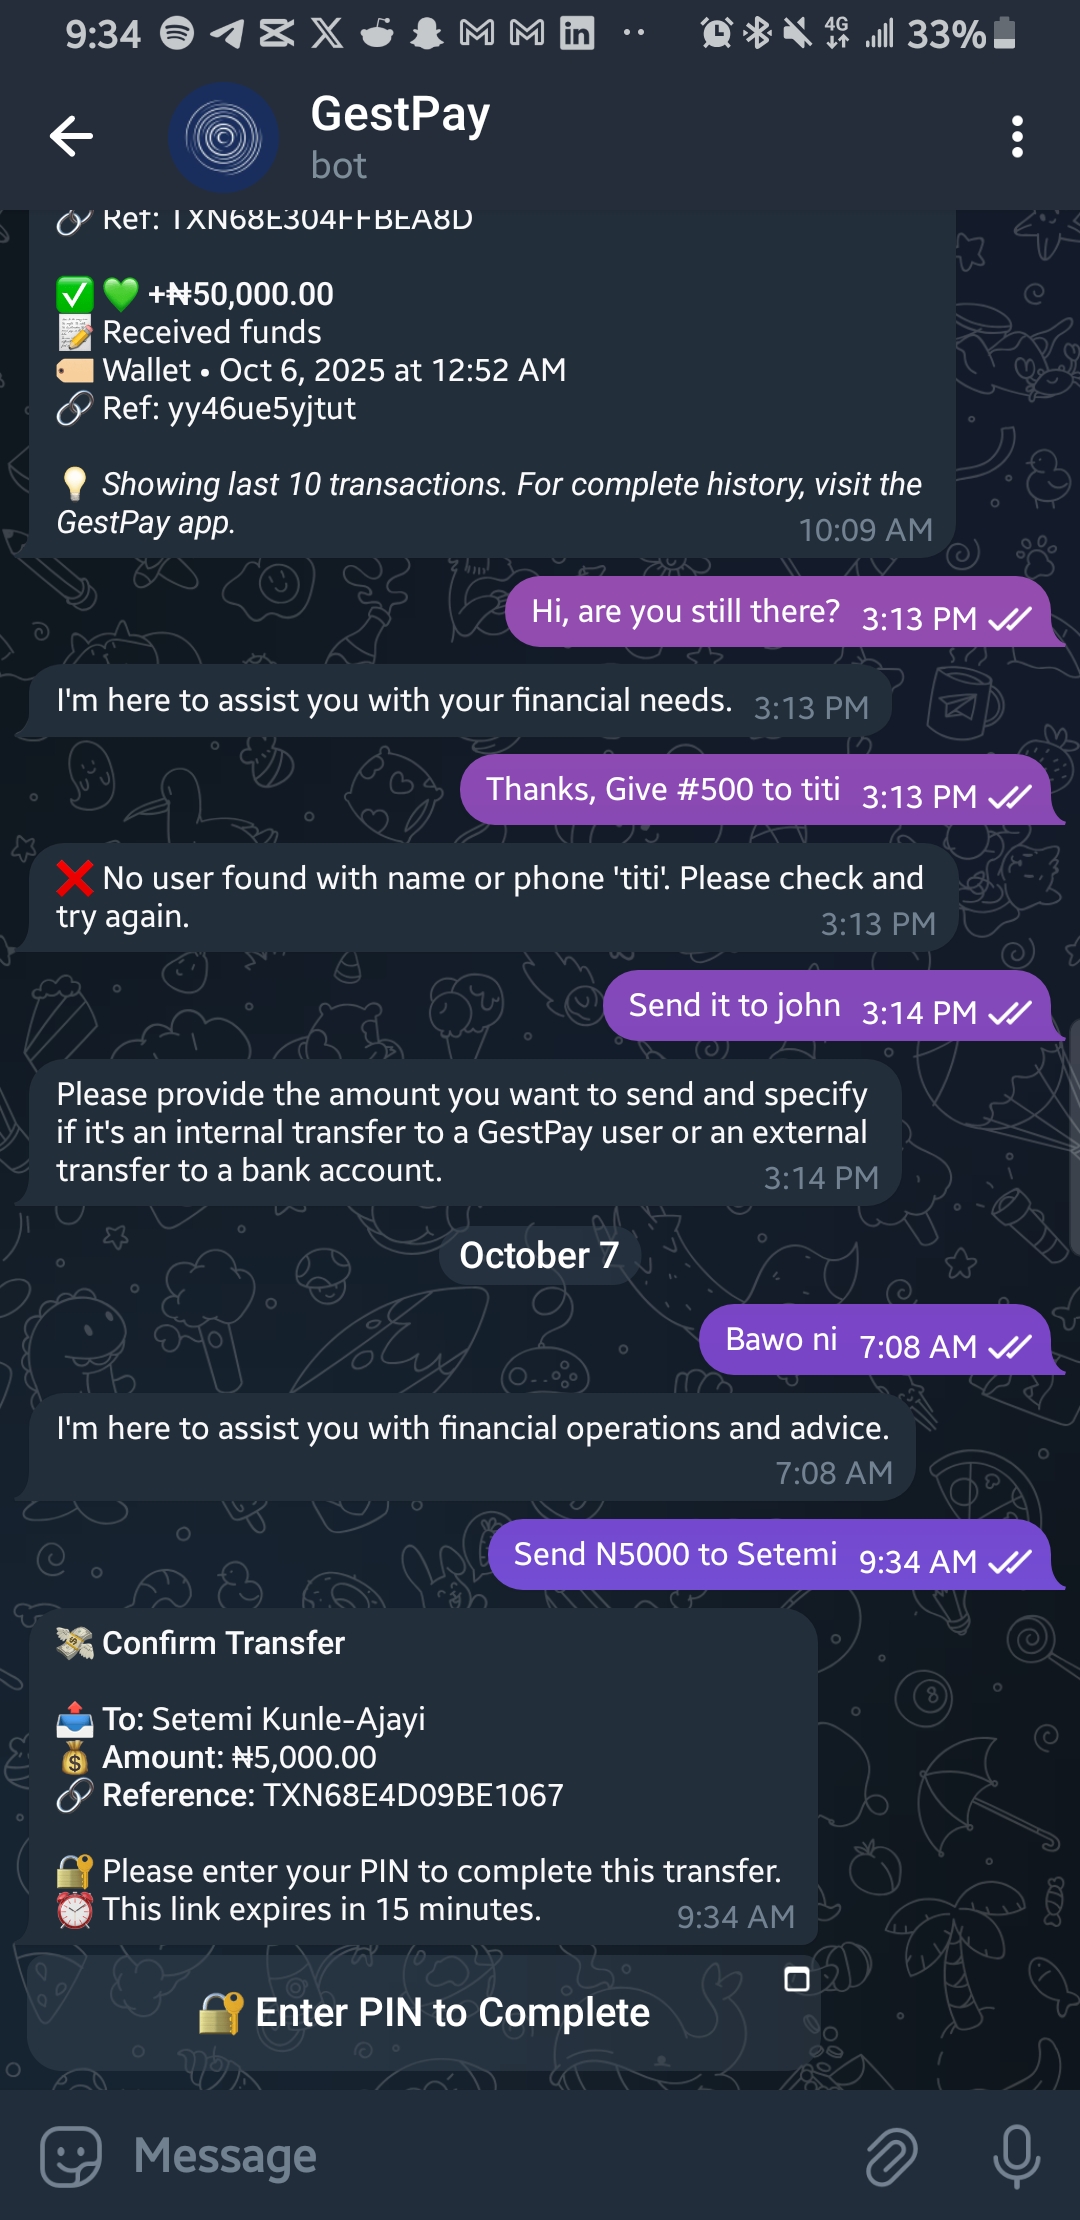 9:34 4G 33%
GestPay
bot
Ref: TXN68E304FFBEA8D
+₦50,000.00
Received funds
Wallet • Oct 6, 2025 at 12:52 AM
Ref: yy46ue5yjtut
Showing last 10 transactions. For complete history, visit the
GestPay app. 10:09 AM
Hi, are you still there? 3:13 PM
I'm here to assist you with your financial needs. 3:13 PM
Thanks, Give #500 to titi 3:13 PM
No user found with name or phone 'titi'. Please check and
try again. 3:13 PM
Send it to john 3:14 PM
Please provide the amount you want to send and specify
if it's an internal transfer to a GestPay user or an external
transfer to a bank account. 3:14 PM
October 7
Bawo ni 7:08 AM
I'm here to assist you with financial operations and advice.
7:08 AM
Send N5000 to Setemi 9:34 AM
Confirm Transfer
To: Setemi Kunle-Ajayi
Amount: ₦5,000.00
Reference: TXN68E4D09BE1067
Please enter your PIN to complete this transfer.
This link expires in 15 minutes. 9:34 AM
Enter PIN to Complete
Message